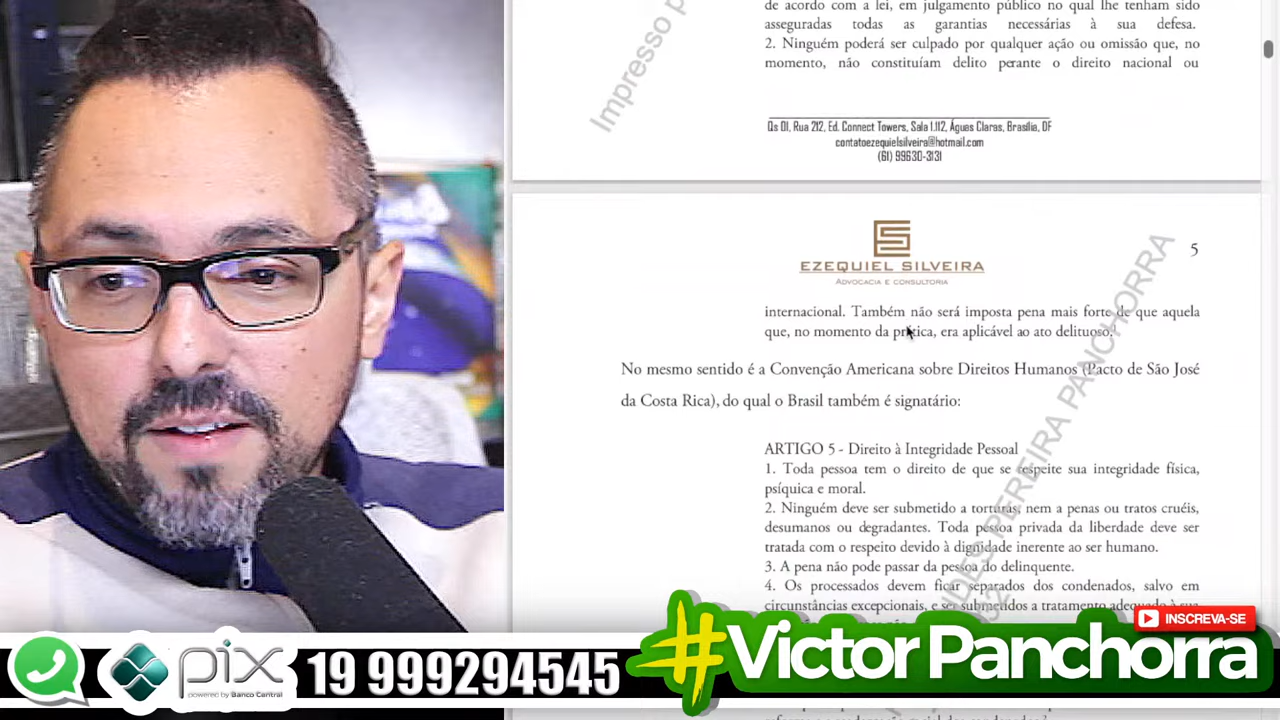 de acordo com a lei, em julgamento público no qual lhe tenham sido
asseguradas todas as garantias necessárias à sua defesa.
2. Ninguém poderá ser culpado por qualquer ação ou omissão que, no
momento, não constituíam delito perante o direito nacional ou
Impresso p
Qs 01, Rua 212, Ed. Connect Towers, Sala 1.112, Águas Claras, Brasília, DF
contatoezequielsilveira@hotmail.com
(61) 99630-3131
EZEQUIEL SILVEIRA
ADVOCACIA E CONSULTORIA
5
internacional. Também não será imposta pena mais forte do que aquela
que, no momento da prática, era aplicável ao ato delituoso.
No mesmo sentido é a Convenção Americana sobre Direitos Humanos (Pacto de São José
da Costa Rica), do qual o Brasil também é signatário:
ARTIGO 5 - Direito à Integridade Pessoal
1. Toda pessoa tem o direito de que se respeite sua integridade física,
psíquica e moral.
2. Ninguém deve ser submetido a torturas, nem a penas ou tratos cruéis,
desumanos ou degradantes. Toda pessoa privada da liberdade deve ser
tratada com o respeito devido à dignidade inerente ao ser humano.
3. A pena não pode passar da pessoa do delinquente.
4. Os processados devem ficar separados dos condenados, salvo em
circunstâncias excepcionais, e ser submetidos a tratamento adequado à sua
PEREIRA PANCHORRA
INSCREVA-SE
pix
powered by Banco Central
19 999294545
#Victor Panchorra